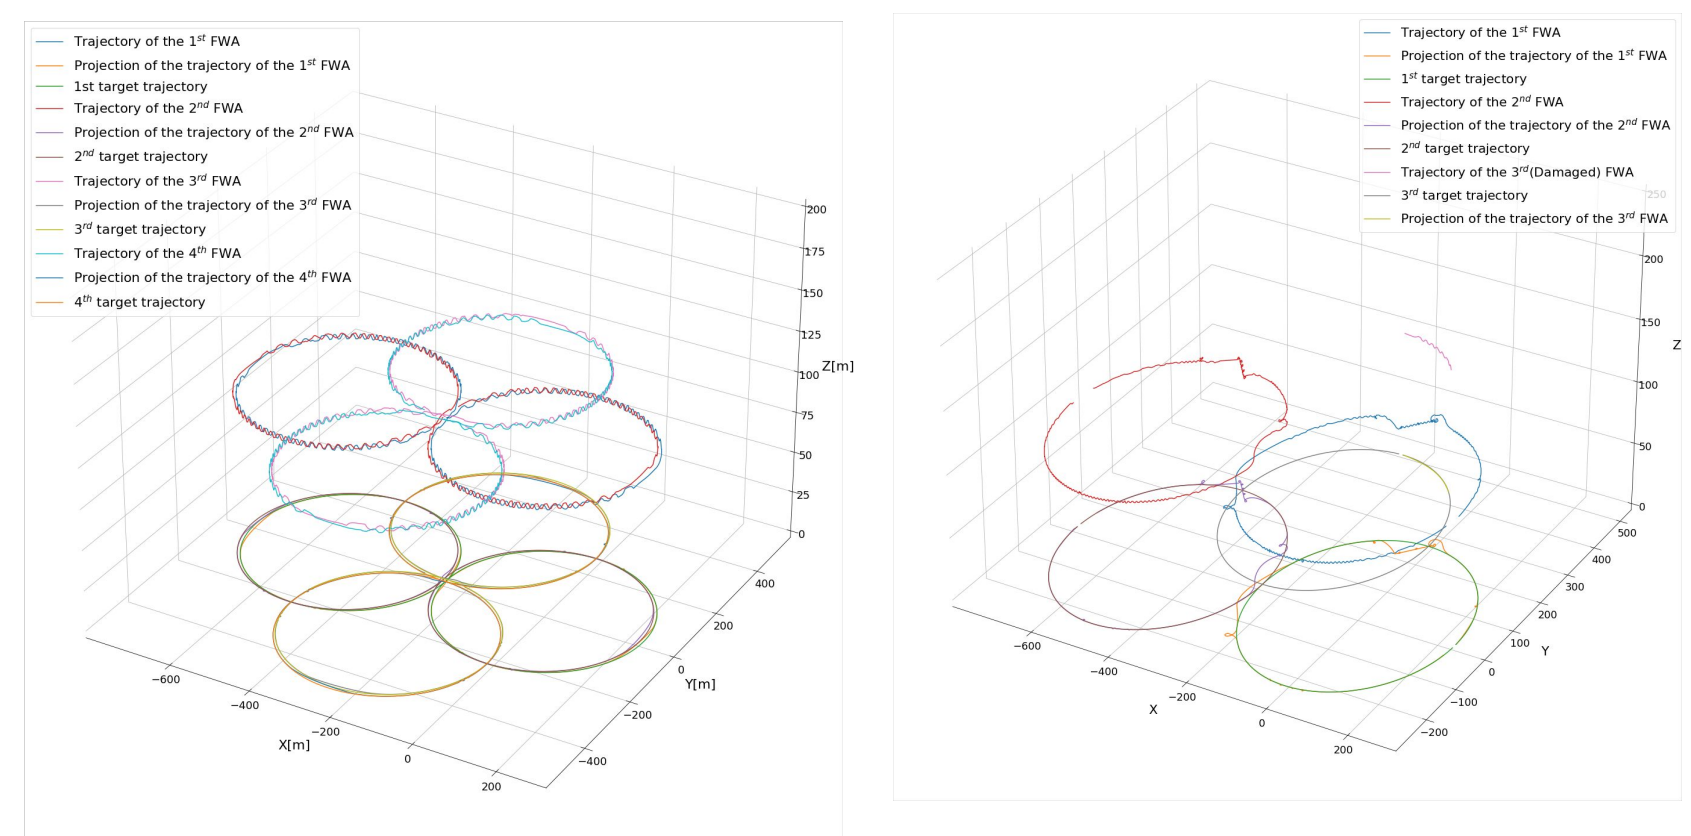 Trajectory of the 1st FWA
Projection of the trajectory of the 1st FWA
1st target trajectory
Trajectory of the 2nd FWA
Projection of the trajectory of the 2nd FWA
2nd target trajectory
Trajectory of the 3rd FWA
Projection of the trajectory of the 3rd FWA
3rd target trajectory
Trajectory of the 4th FWA
Projection of the trajectory of the 4th FWA
4th target trajectory
200
175
150
125
100
75
50
25
0
Z[m]
400
200
0
−200
−400
Y[m]
−600
−400
−200
0
200
X[m]
Trajectory of the 1st FWA
Projection of the trajectory of the 1st FWA
1st target trajectory
Trajectory of the 2nd FWA
Projection of the trajectory of the 2nd FWA
2nd target trajectory
Trajectory of the 3rd(Damaged) FWA
3rd target trajectory
Projection of the trajectory of the 3rd FWA
250
200
150
100
50
0
Z
500
400
300
200
100
0
−100
−200
Y
−600
−400
−200
0
200
X